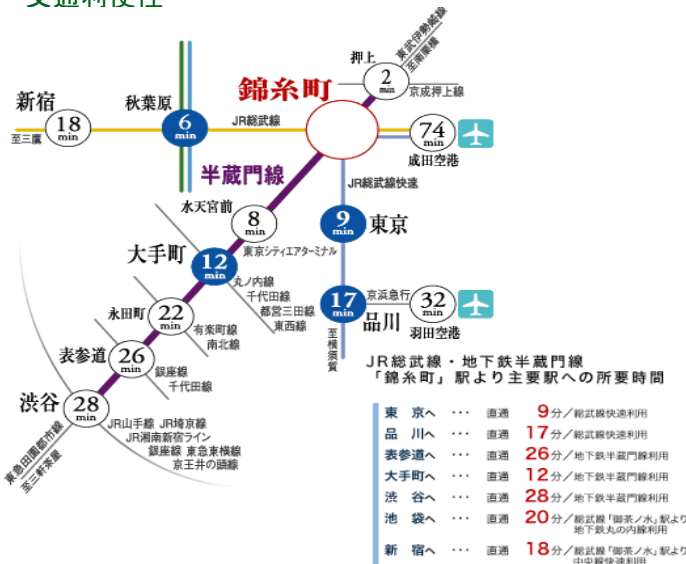 交通利便性
東武伊勢崎線
至南栗橋
押上
2
min
京成押上線
錦糸町
新宿
18
min
至三鷹
秋葉原
6
min
JR総武線
74
min
成田空港
半蔵門線
JR総武線快速
水天宮前
8
min
東京シティエアターミナル
9
min
東京
大手町
12
min
丸ノ内線
千代田線
都営三田線
東西線
17
min
品川
京浜急行
32
min
羽田空港
至横須賀
永田町
22
min
有楽町線
南北線
表参道
26
min
銀座線
千代田線
渋谷
28
min
JR山手線 JR埼京線
JR湘南新宿ライン
銀座線 東急東横線
京王井の頭線
東急田園都市線
至三軒茶屋
JR総武線・地下鉄半蔵門線
「錦糸町」駅より主要駅への所要時間
東 京へ ・・・ 直通 9分／総武線快速利用
品 川へ ・・・ 直通 17分／総武線快速利用
表参道へ ・・・ 直通 26分／地下鉄半蔵門線利用
大手町へ ・・・ 直通 12分／地下鉄半蔵門線利用
渋 谷へ ・・・ 直通 28分／地下鉄半蔵門線利用
池 袋へ ・・・ 直通 20分／総武線「御茶ノ水」駅より
地下鉄丸の内線利用
新 宿へ ・・・ 直通 18分／総武線「御茶ノ水」駅より
中央線快速利用